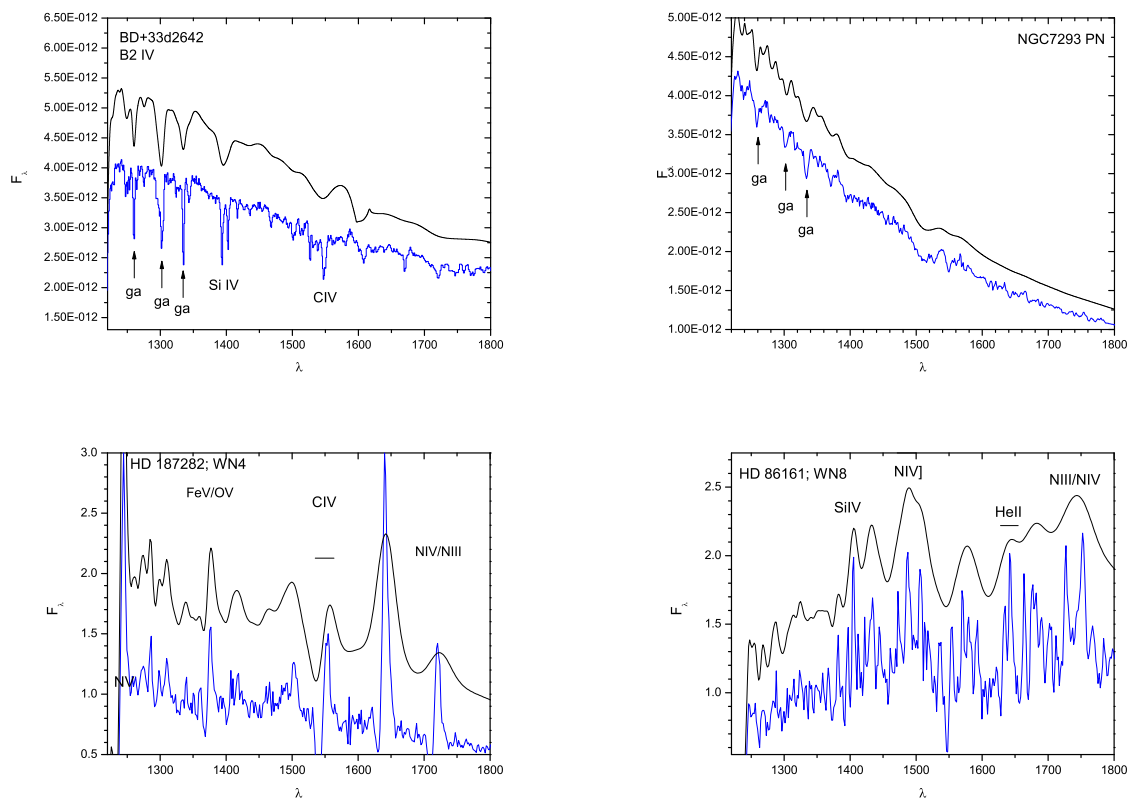 BD+33d2642
B2 IV
6.50E-012
6.00E-012
5.50E-012
5.00E-012
4.50E-012
4.00E-012
3.50E-012
3.00E-012
2.50E-012
2.00E-012
1.50E-012
Fλ
ga
ga
ga
Si IV
CIV
1300 1400 1500 1600 1700 1800
λ
NGC7293 PN
5.00E-012
4.50E-012
4.00E-012
3.50E-012
3.00E-012
2.50E-012
2.00E-012
1.50E-012
1.00E-012
Fλ
ga
ga
ga
1300 1400 1500 1600 1700 1800
λ
HD 187282; WN4
FeV/OV
CIV
NIV/NIII
NV
3.0
2.5
2.0
1.5
1.0
0.5
Fλ
1300 1400 1500 1600 1700 1800
λ
HD 86161; WN8
NIV]
SiIV
HeII
NIII/NIV
2.5
2.0
1.5
1.0
Fλ
1300 1400 1500 1600 1700 1800
λ